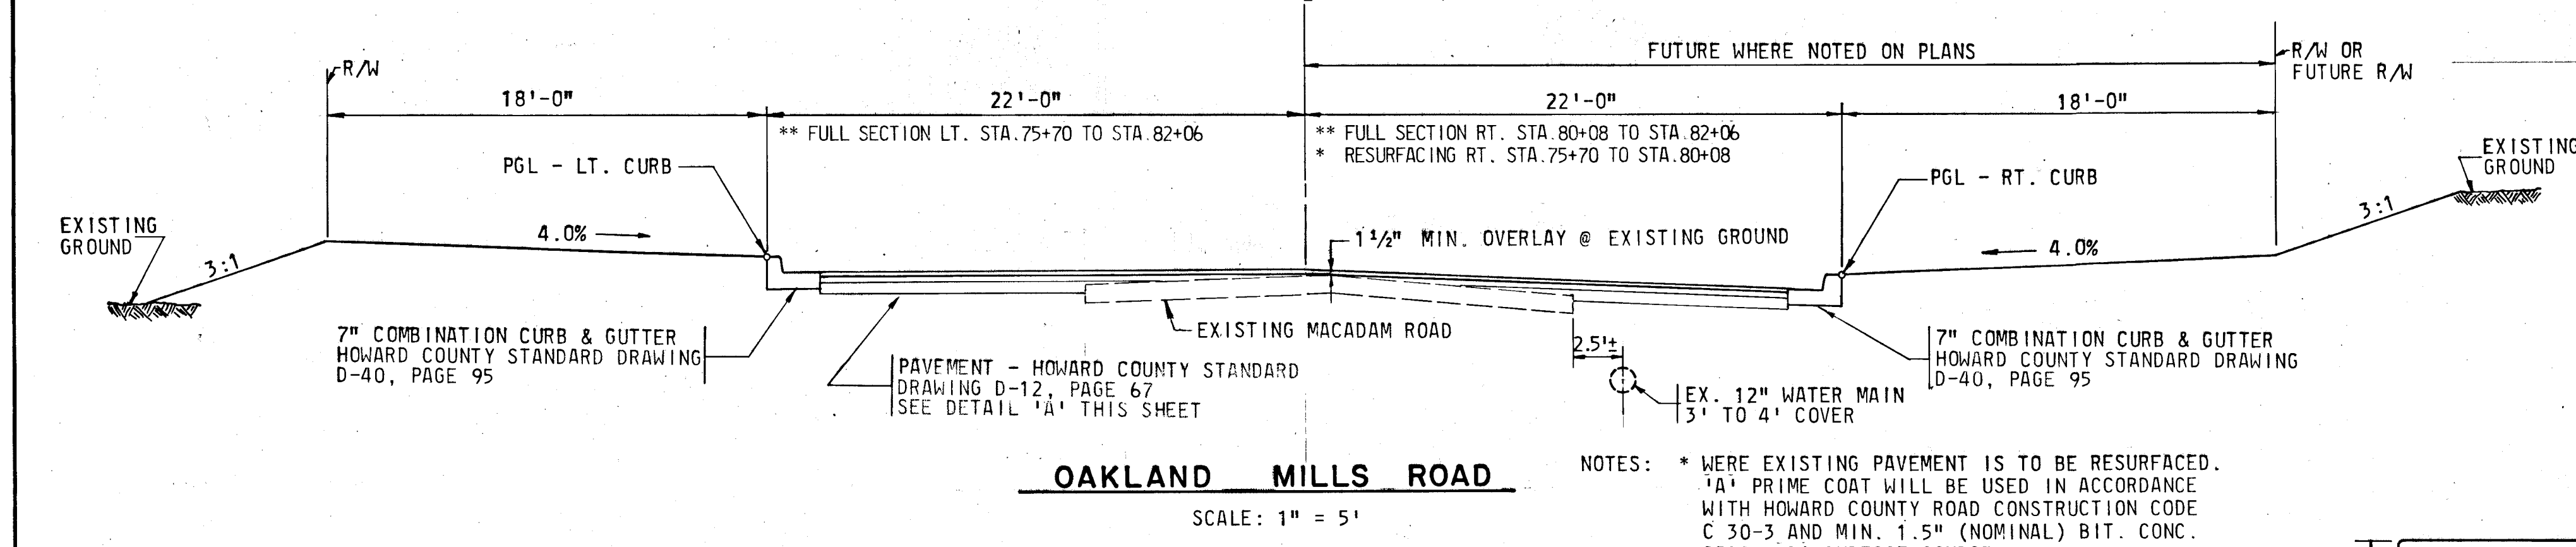 FUTURE WHERE NOTED ON PLANS
R/W
R/W OR
FUTURE R/W
18'-0"
22'-0"
22'-0"
18'-0"
** FULL SECTION LT. STA.75+70 TO STA.82+06
** FULL SECTION RT. STA.80+08 TO STA.82+06
* RESURFACING RT. STA.75+70 TO STA.80+08
PGL - LT. CURB
PGL - RT. CURB
EXISTING
GROUND
EXISTING
GROUND
3:1
4.0%
1 1/2" MIN. OVERLAY @ EXISTING GROUND
4.0%
3:1
EXISTING MACADAM ROAD
7" COMBINATION CURB & GUTTER
HOWARD COUNTY STANDARD DRAWING
D-40, PAGE 95
PAVEMENT - HOWARD COUNTY STANDARD
DRAWING D-12, PAGE 67
SEE DETAIL 'A' THIS SHEET
2.5'±
EX. 12" WATER MAIN
3' TO 4' COVER
7" COMBINATION CURB & GUTTER
HOWARD COUNTY STANDARD DRAWING
D-40, PAGE 95
OAKLAND MILLS ROAD
SCALE: 1" = 5'
NOTES: * WERE EXISTING PAVEMENT IS TO BE RESURFACED.
'A' PRIME COAT WILL BE USED IN ACCORDANCE
WITH HOWARD COUNTY ROAD CONSTRUCTION CODE
C 30-3 AND MIN. 1.5" (NOMINAL) BIT. CONC.